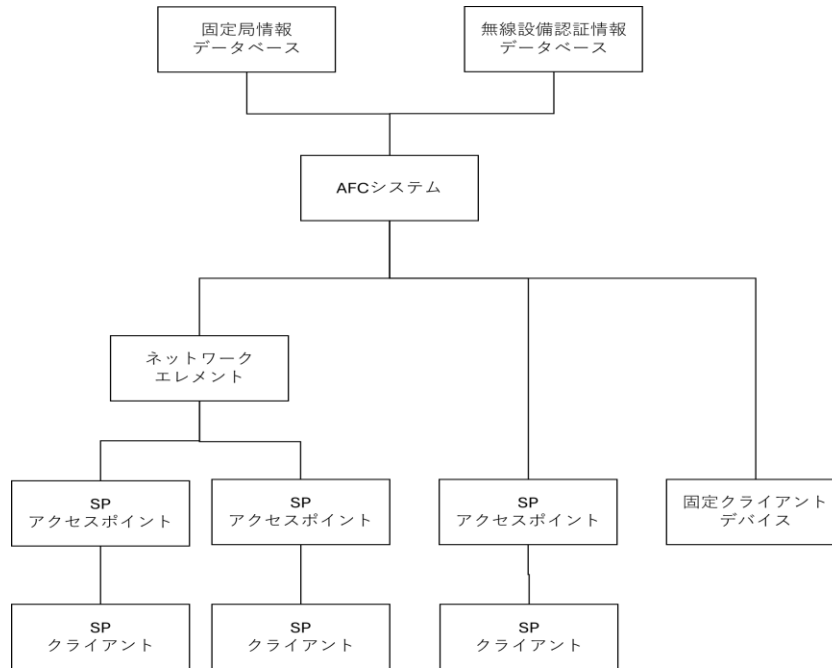 固定局情報
データベース
無線設備認証情報
データベース
AFCシステム
ネットワーク
エレメント
SP
アクセスポイント
SP
アクセスポイント
SP
アクセスポイント
固定クライアント
デバイス
SP
クライアント
SP
クライアント
SP
クライアント